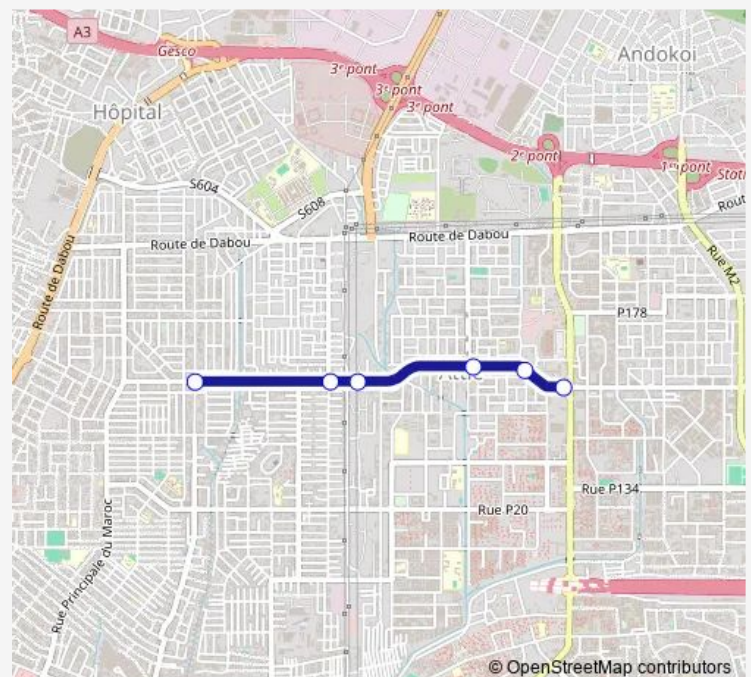 A3
Gesco
3e pont
3e pont
3e pont
Andokoi
Hôpital
2e pont
1er pont
Stati
S604
S608
Rout
Route de Dabou
Route de Dabou
Route de Dabou
Rue M2
P178
Attié
Rue P134
Rue P20
Rue Principale du Maroc
© OpenStreetMap contributors